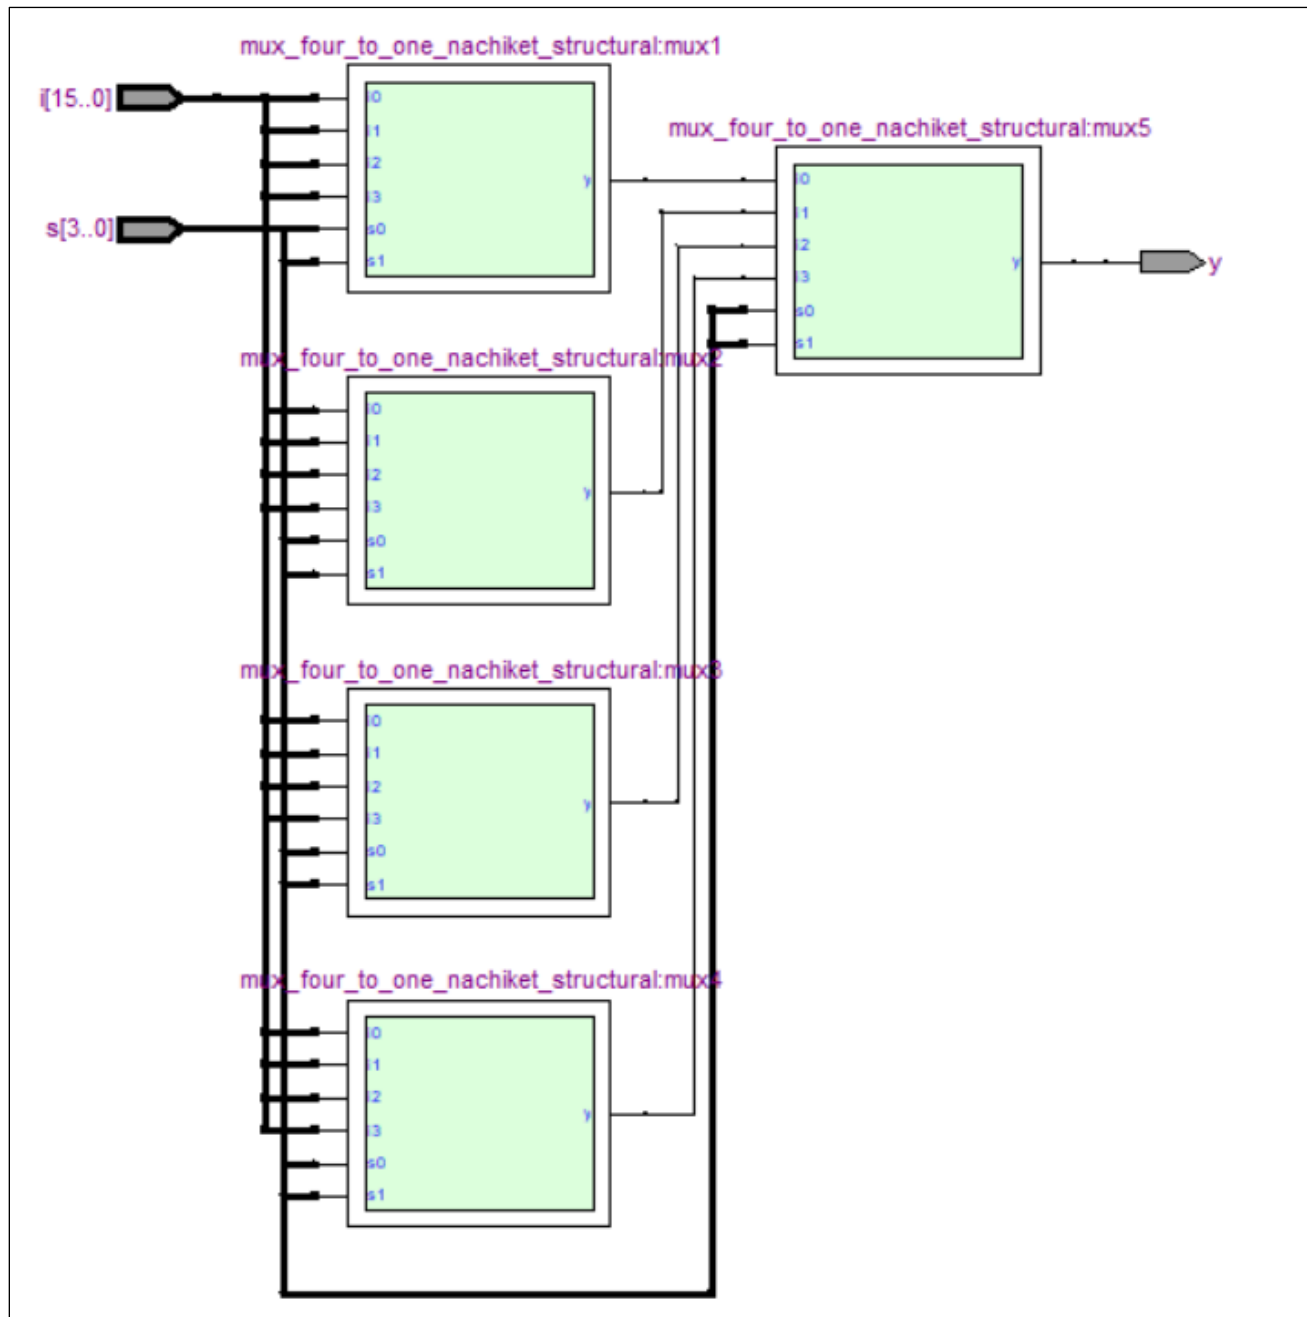 mux_four_to_one_nachiket_structural:mux1
i[15..0]
i0
i1
i2
i3
s[3..0]
s0
s1
y
mux_four_to_one_nachiket_structural:mux5
i0
i1
i2
i3
s0
s1
y
y
mux_four_to_one_nachiket_structural:mux2
i0
i1
i2
i3
s0
s1
y
mux_four_to_one_nachiket_structural:mux3
i0
i1
i2
i3
s0
s1
y
mux_four_to_one_nachiket_structural:mux4
i0
i1
i2
i3
s0
s1
y